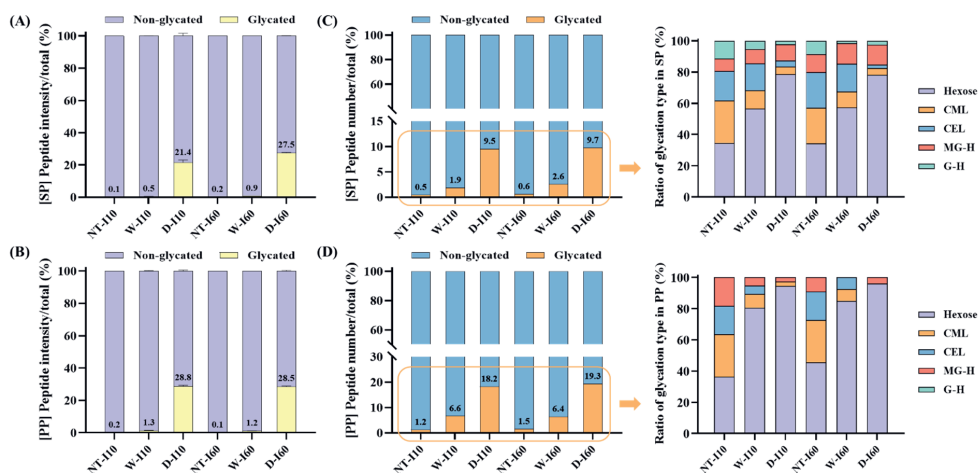 (A)
Non-glycated
Glycated
[SP] Peptide intensity/total (%)
100
80
60
40
20
0
0.1
0.5
21.4
0.2
0.9
27.5
NT-110
W-110
D-110
NT-160
W-160
D-160
(C)
Non-glycated
Glycated
[SP] Peptide number/total (%)
100
80
60
15
10
5
0
0.5
1.9
9.5
0.6
2.6
9.7
NT-110
W-110
D-110
NT-160
W-160
D-160
Ratio of glycation type in SP (%)
100
80
60
40
20
0
NT-110
W-110
D-110
NT-160
W-160
D-160
Hexose
CML
CEL
MG-H
G-H
(B)
Non-glycated
Glycated
[PP] Peptide intensity/total (%)
100
80
60
40
20
0
0.2
1.3
28.8
0.1
1.2
28.5
NT-110
W-110
D-110
NT-160
W-160
D-160
(D)
Non-glycated
Glycated
[PP] Peptide number/total (%)
100
80
60
30
20
10
0
1.2
6.6
18.2
1.5
6.4
19.3
NT-110
W-110
D-110
NT-160
W-160
D-160
Ratio of glycation type in PP (%)
100
80
60
40
20
0
NT-110
W-110
D-110
NT-160
W-160
D-160
Hexose
CML
CEL
MG-H
G-H